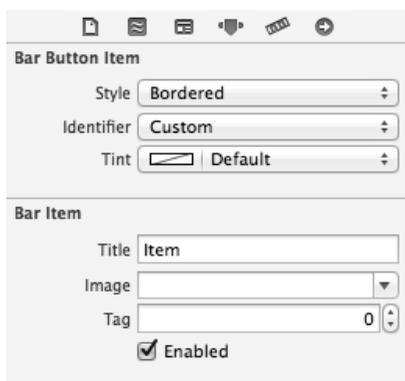 Bar Button Item
Style Bordered
Identifier Custom
Tint Default
Bar Item
Title Item
Image
Tag 0
Enabled